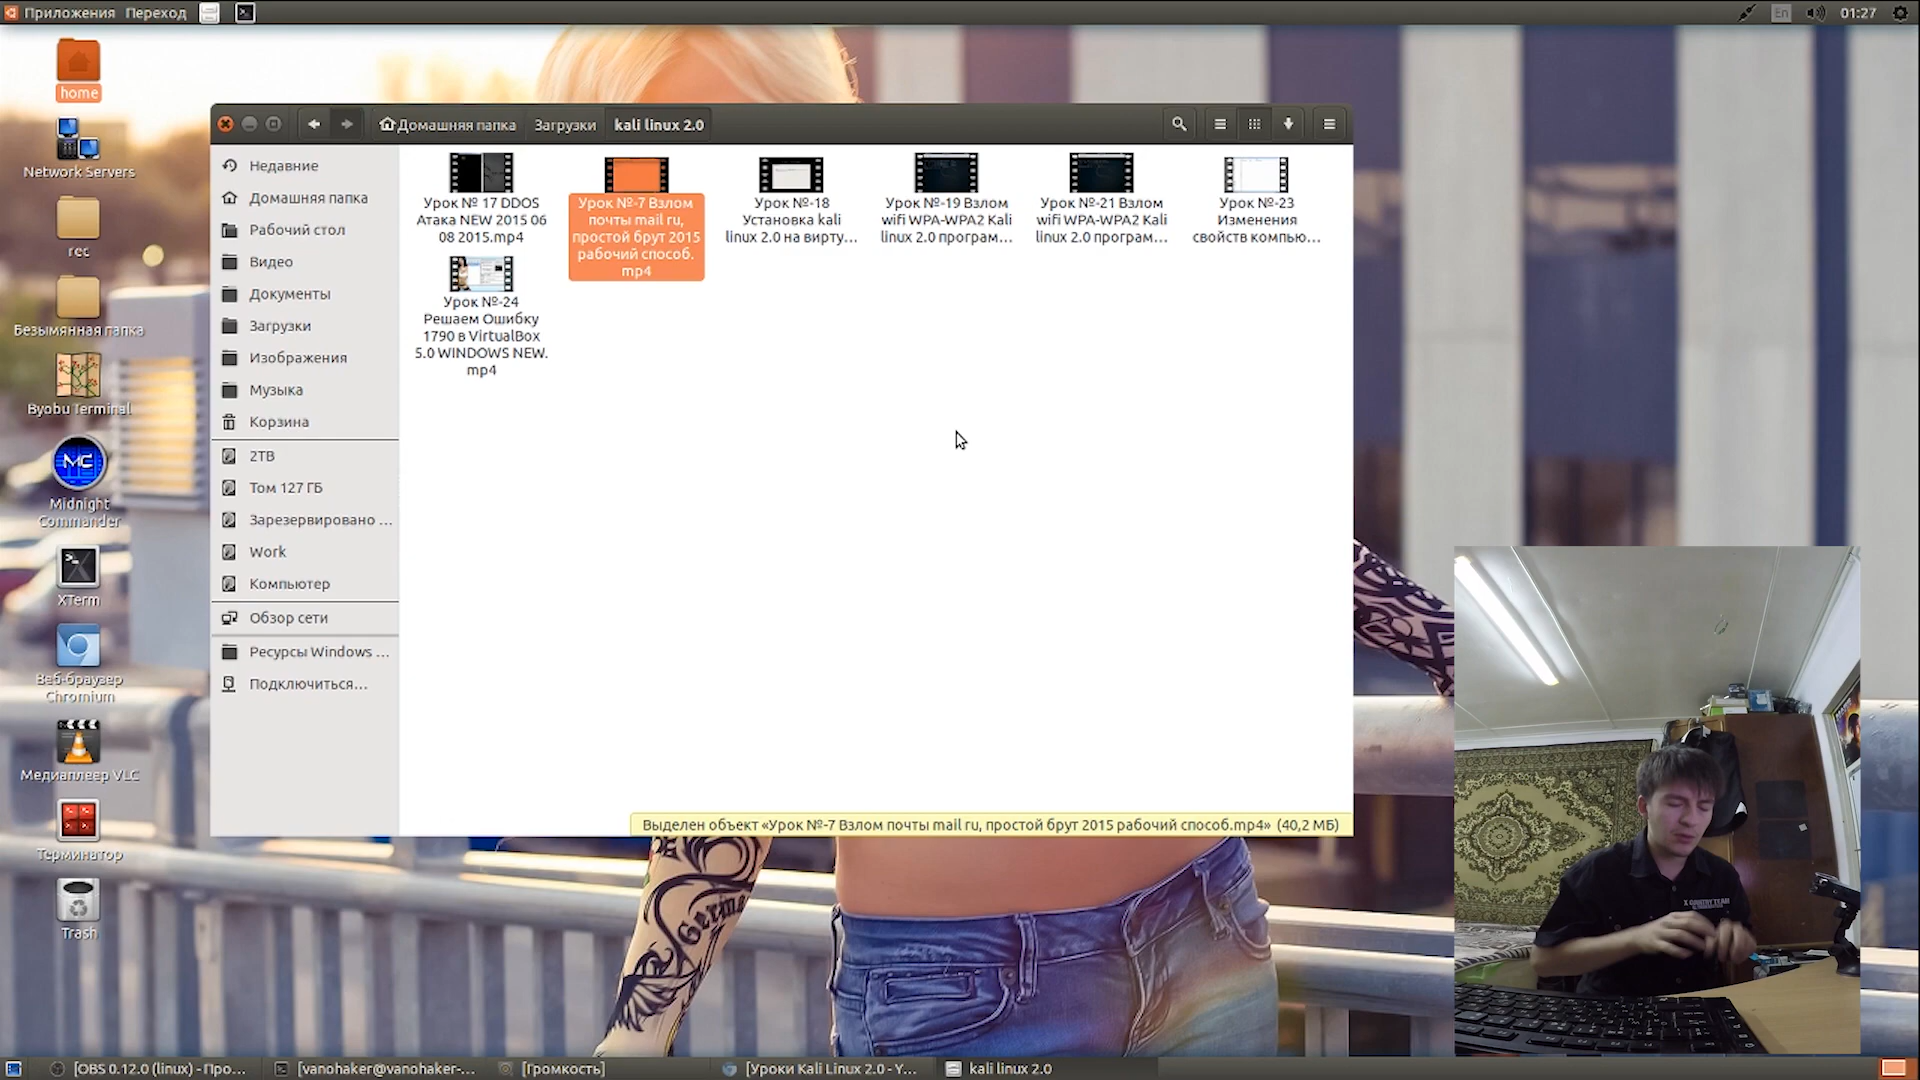 Приложения Переход
En 01:27
home
Network Servers
rec
Безымянная папка
Byobu Terminal
MC
Midnight
Commander
XTerm
Веб-браузер
Chromium
Медиаплеер VLC
Терминатор
Trash
Домашняя папка Загрузки kali linux 2.0
Недавние
Домашняя папка
Рабочий стол
Видео
Документы
Загрузки
Изображения
Музыка
Корзина
2ТВ
Том 127 ГБ
Зарезервировано ...
Work
Компьютер
Обзор сети
Ресурсы Windows ...
Подключиться...
Урок № 17 DDOS
Атака NEW 2015 06
08 2015.mp4
Урок №-7 Взлом
почты mail ru,
простой брут 2015
рабочий способ.
mp4
Урок №-18
Установка kali
linux 2.0 на вирту...
Урок №-19 Взлом
wifi WPA-WPA2 Kali
linux 2.0 програм...
Урок №-21 Взлом
wifi WPA-WPA2 Kali
linux 2.0 програм...
Урок №-23
Изменения
свойств компью...
Урок №-24
Решаем Ошибку
1790 в VirtualBox
5.0 WINDOWS NEW.
mp4
Выделен объект «Урок №-7 Взлом почты mail ru, простой брут 2015 рабочий способ.mp4» (40,2 МБ)
Germa
[OBS 0.12.0 (linux) - Про... [vanohaker@vanohaker-... [Громкость] [Уроки Kali Linux 2.0 - Y... kali linux 2.0